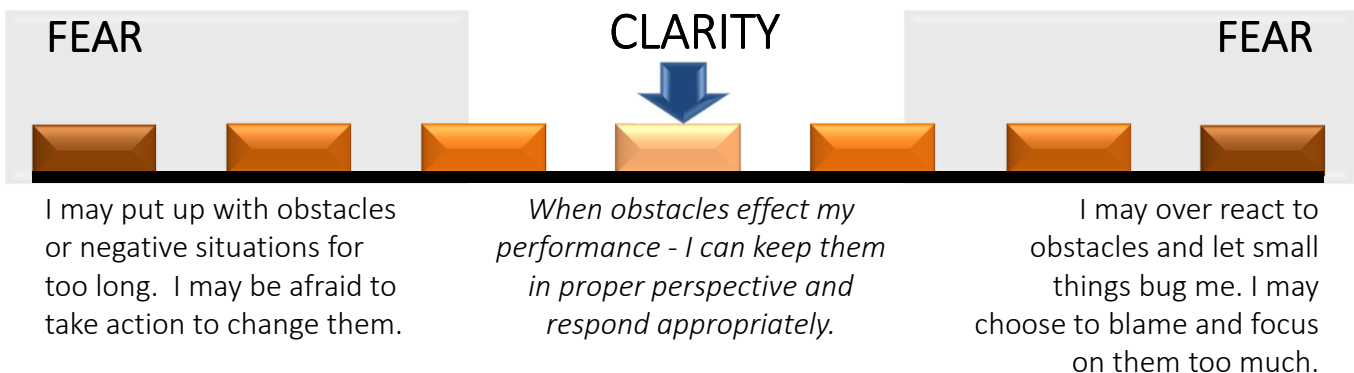 FEAR
CLARITY
FEAR
I may put up with obstacles
or negative situations for
too long.  I may be afraid to
take action to change them.
When obstacles effect my
performance - I can keep them
in proper perspective and
respond appropriately.
I may over react to
obstacles and let small
things bug me. I may
choose to blame and focus
on them too much.